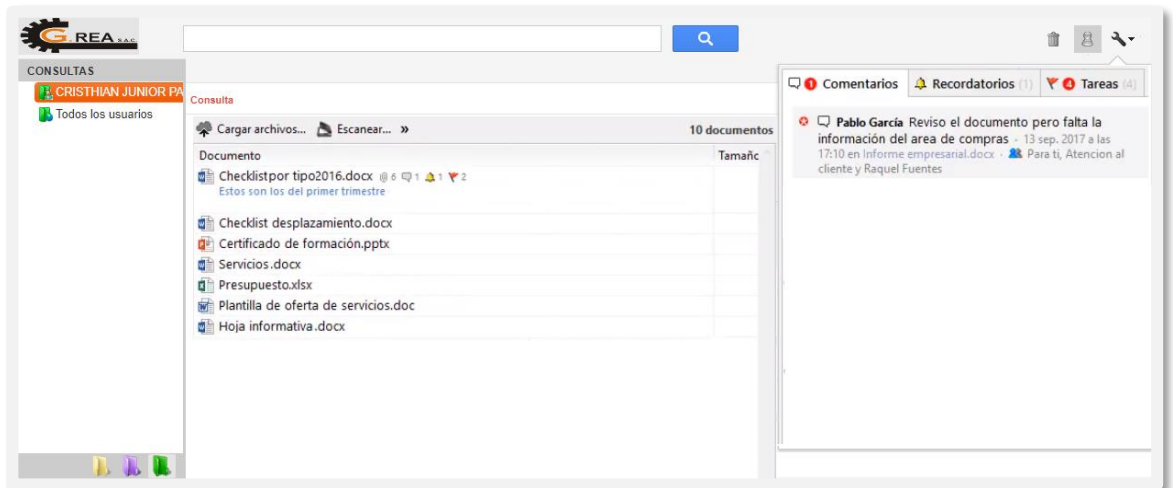 G. REA S.A.C.
CONSULTAS
CRISTHIAN JUNIOR PA
Todos los usuarios
Consulta
Cargar archivos... Escanear... »
10 documentos
Documento Tamañc
Checklistpor tipo2016.docx 6 1 1 2
Estos son los del primer trimestre
Checklist desplazamiento.docx
Certificado de formación.pptx
Servicios.docx
Presupuesto.xlsx
Plantilla de oferta de servicios.doc
Hoja informativa.docx
1 Comentarios Recordatorios (1) 4 Tareas (4)
Pablo García Reviso el documento pero falta la
información del area de compras - 13 sep. 2017 a las
17:10 en Informe empresarial.docx - Para ti, Atencion al
cliente y Raquel Fuentes